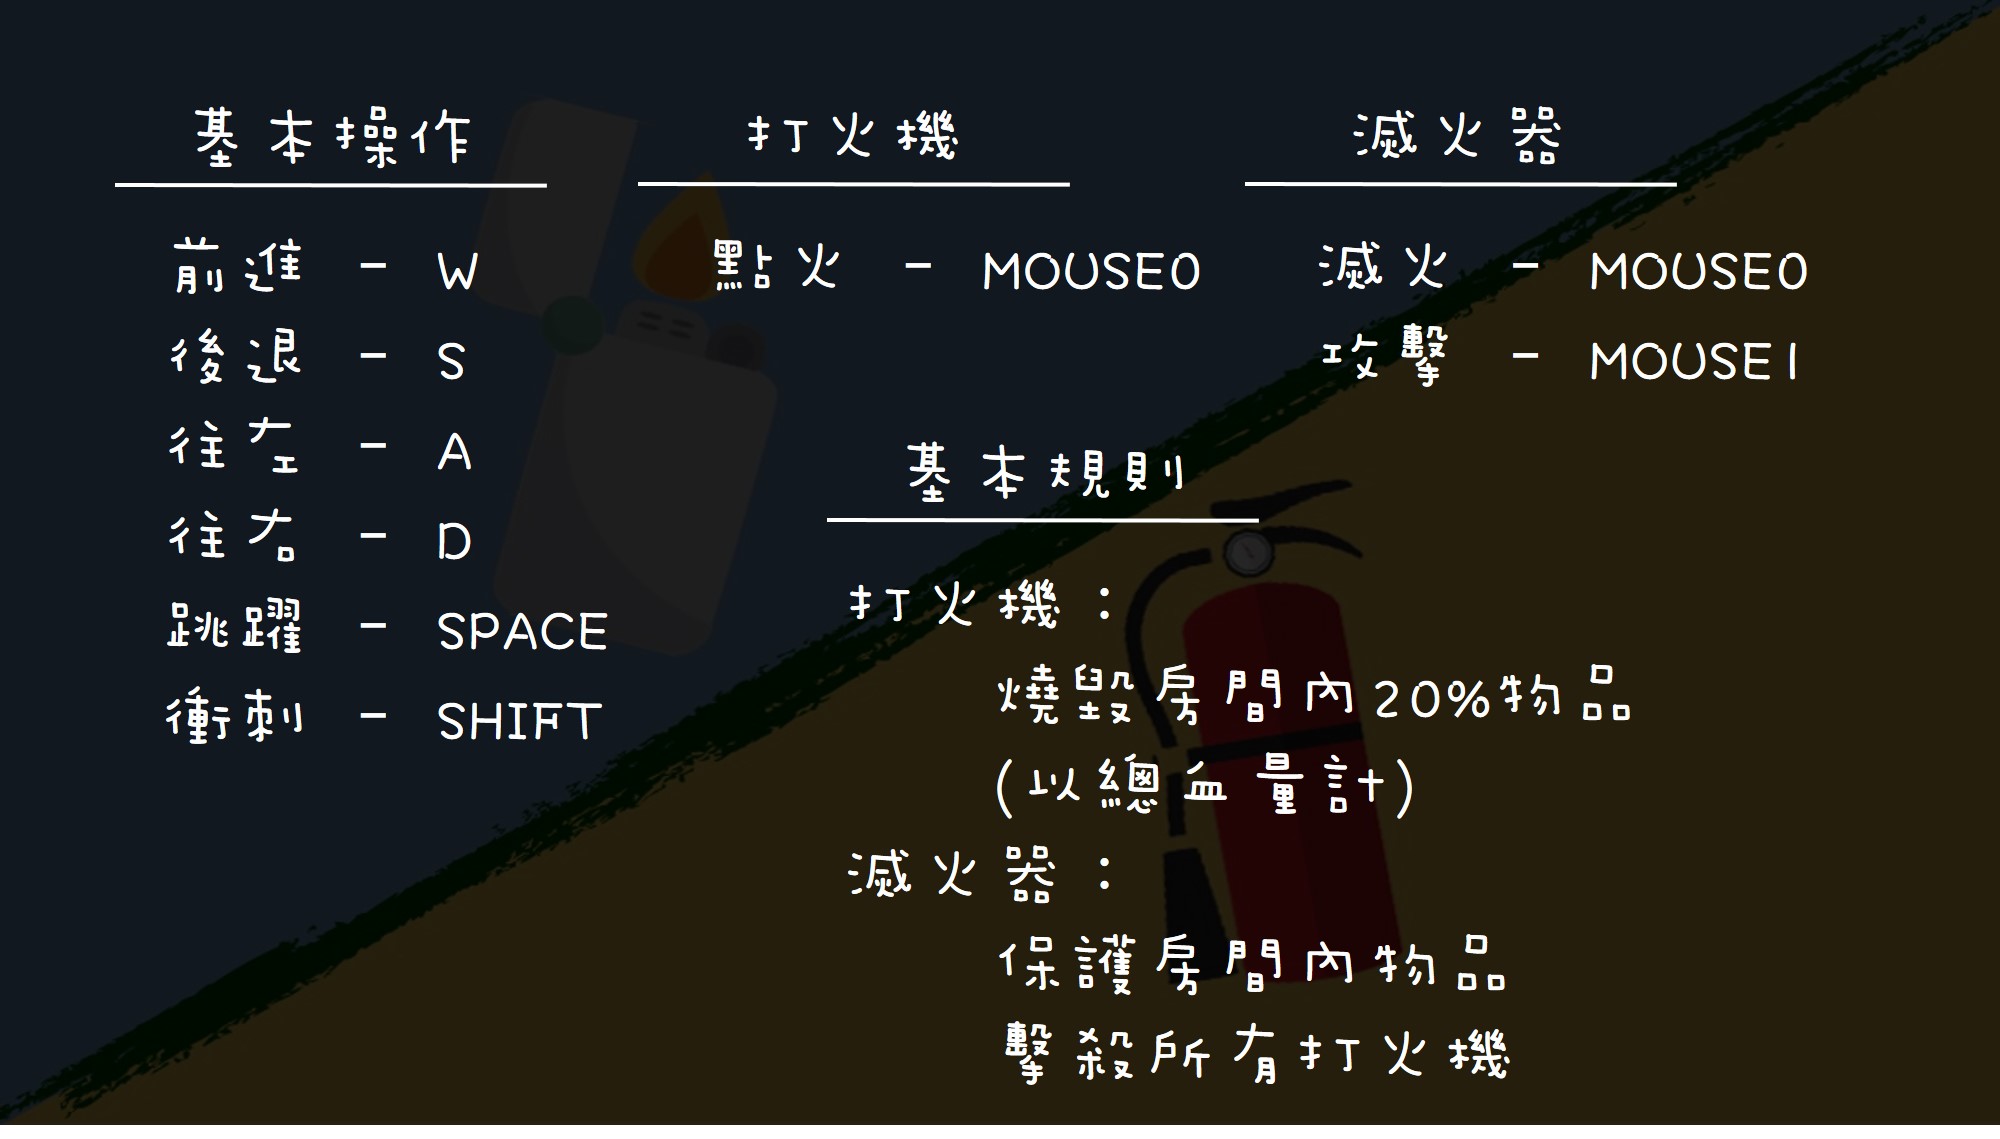 基本操作
前進 - W
後退 - S
往左 - A
往右 - D
跳躍 - SPACE
衝刺 - SHIFT
打火機
點火 - MOUSE0
滅火器
滅火 - MOUSE0
攻擊 - MOUSE1
基本規則
打火機：
燒毀房間內20%物品
(以總血量計)
滅火器：
保護房間內物品
擊殺所有打火機